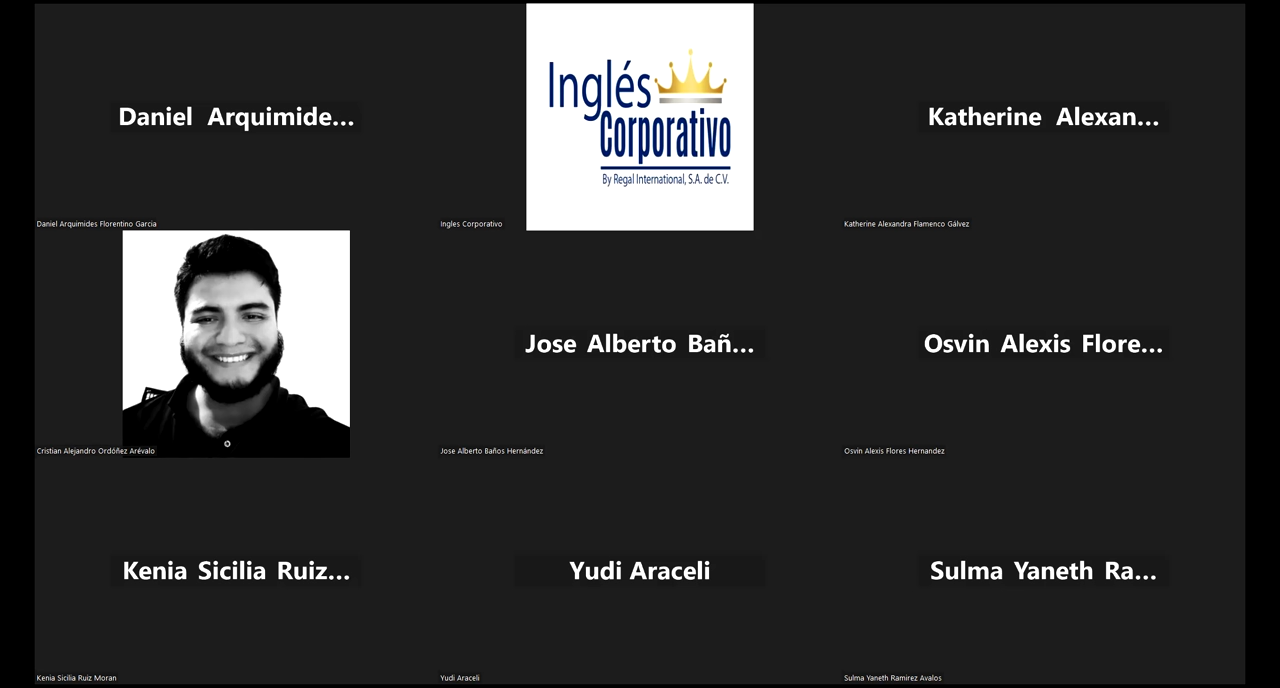 Daniel Arquimide...
Daniel Arquimides Florentino Garcia
Inglés
Corporativo
By Regal International, S.A. de C.V.
Ingles Corporativo
Katherine Alexan...
Katherine Alexandra Flamenco Gálvez
Cristian Alejandro Ordóñez Arévalo
Jose Alberto Bañ...
Jose Alberto Baños Hernández
Osvin Alexis Flore...
Osvin Alexis Flores Hernandez
Kenia Sicilia Ruiz...
Kenia Sicilia Ruiz Moran
Yudi Araceli
Yudi Araceli
Sulma Yaneth Ra...
Sulma Yaneth Ramirez Avalos